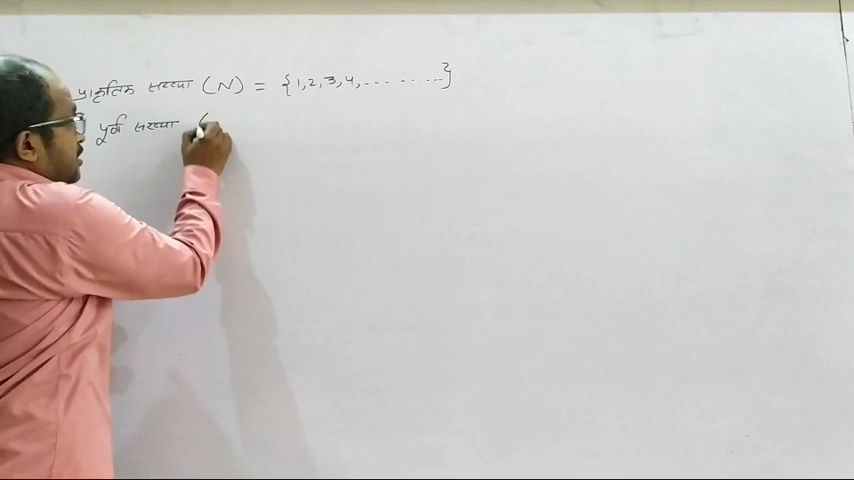 प्राकृतिक संख्या (N) = {1,2,3,4,.........}
पूर्ण संख्या (